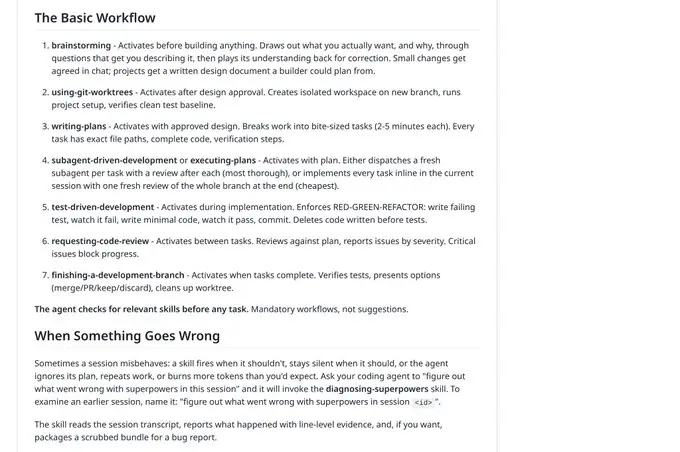 The Basic Workflow
1. brainstorming - Activates before building anything. Draws out what you actually want, and why, through
questions that get you describing it, then plays its understanding back for correction. Small changes get
agreed in chat; projects get a written design document a builder could plan from.
2. using-git-worktrees - Activates after design approval. Creates isolated workspace on new branch, runs
project setup, verifies clean test baseline.
3. writing-plans - Activates with approved design. Breaks work into bite-sized tasks (2-5 minutes each). Every
task has exact file paths, complete code, verification steps.
4. subagent-driven-development or executing-plans - Activates with plan. Either dispatches a fresh
subagent per task with a review after each (most thorough), or implements every task inline in the current
session with one fresh review of the whole branch at the end (cheapest).
5. test-driven-development - Activates during implementation. Enforces RED-GREEN-REFACTOR: write failing
test, watch it fail, write minimal code, watch it pass, commit. Deletes code written before tests.
6. requesting-code-review - Activates between tasks. Reviews against plan, reports issues by severity. Critical
issues block progress.
7. finishing-a-development-branch - Activates when tasks complete. Verifies tests, presents options
(merge/PR/keep/discard), cleans up worktree.
The agent checks for relevant skills before any task. Mandatory workflows, not suggestions.
When Something Goes Wrong
Sometimes a session misbehaves: a skill fires when it shouldn't, stays silent when it should, or the agent
ignores its plan, repeats work, or burns more tokens than you'd expect. Ask your coding agent to "figure out
what went wrong with superpowers in this session" and it will invoke the diagnosing-superpowers skill. To
examine an earlier session, name it: "figure out what went wrong with superpowers in session <id> ".
The skill reads the session transcript, reports what happened with line-level evidence, and, if you want,
packages a scrubbed bundle for a bug report.